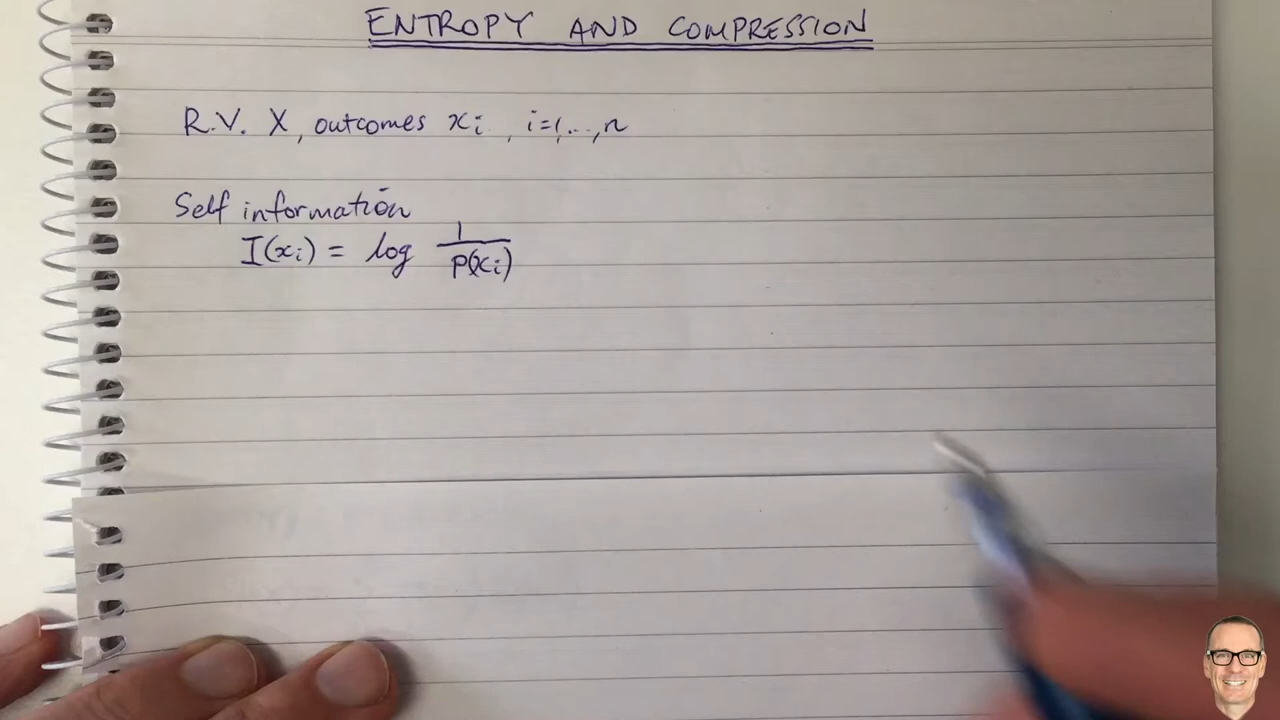 ENTROPY AND COMPRESSION
R.V. X, outcomes xi, i=1,...,n
Self information
I(xi) = log 1/P(xi)